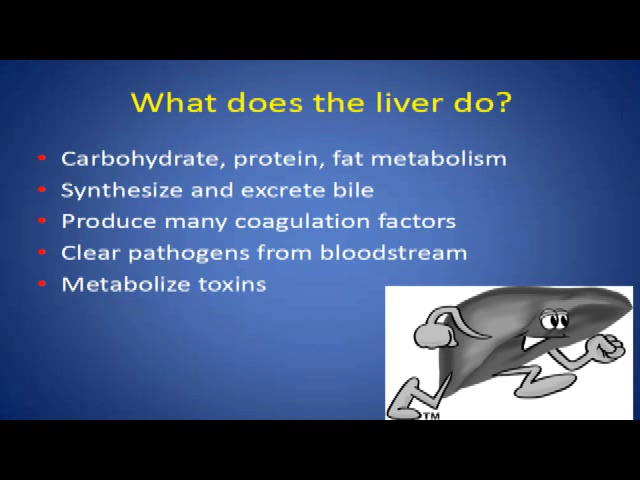 What does the liver do?
• Carbohydrate, protein, fat metabolism
• Synthesize and excrete bile
• Produce many coagulation factors
• Clear pathogens from bloodstream
• Metabolize toxins
TM